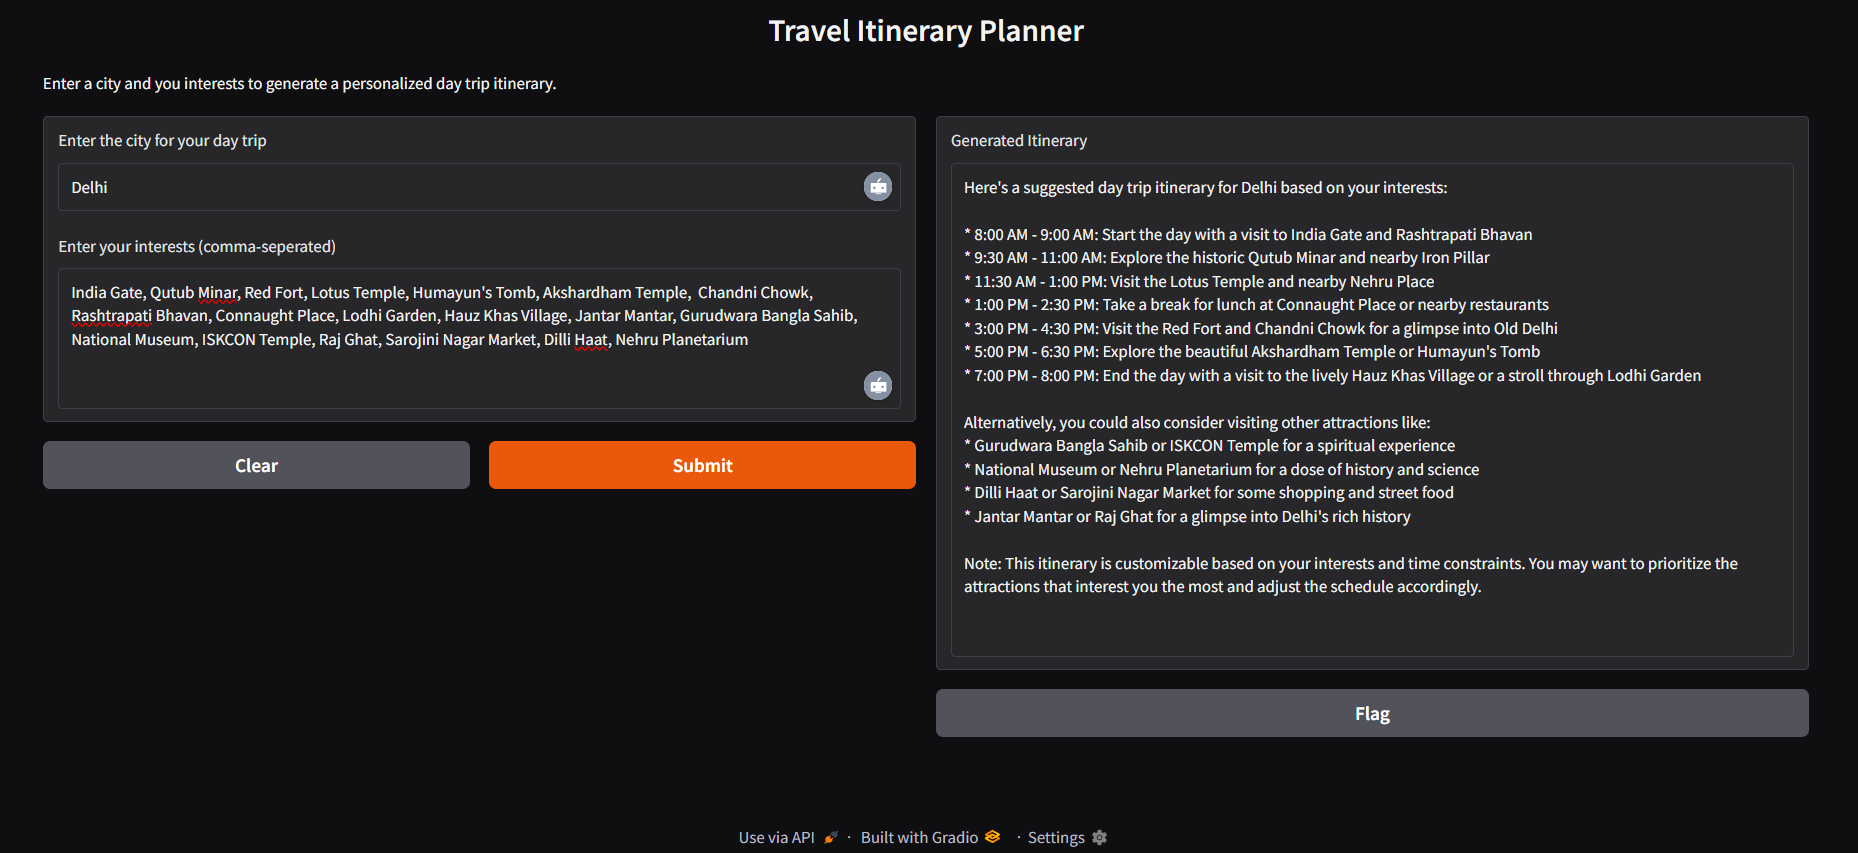 Travel Itinerary Planner
Enter a city and you interests to generate a personalized day trip itinerary.
Enter the city for your day trip
Delhi
Enter your interests (comma-seperated)
India Gate, Qutub Minar, Red Fort, Lotus Temple, Humayun's Tomb, Akshardham Temple,  Chandni Chowk,
Rashtrapati Bhavan, Connaught Place, Lodhi Garden, Hauz Khas Village, Jantar Mantar, Gurudwara Bangla Sahib,
National Museum, ISKCON Temple, Raj Ghat, Sarojini Nagar Market, Dilli Haat, Nehru Planetarium
Clear
Submit
Generated Itinerary
Here's a suggested day trip itinerary for Delhi based on your interests:
* 8:00 AM - 9:00 AM: Start the day with a visit to India Gate and Rashtrapati Bhavan
* 9:30 AM - 11:00 AM: Explore the historic Qutub Minar and nearby Iron Pillar
* 11:30 AM - 1:00 PM: Visit the Lotus Temple and nearby Nehru Place
* 1:00 PM - 2:30 PM: Take a break for lunch at Connaught Place or nearby restaurants
* 3:00 PM - 4:30 PM: Visit the Red Fort and Chandni Chowk for a glimpse into Old Delhi
* 5:00 PM - 6:30 PM: Explore the beautiful Akshardham Temple or Humayun's Tomb
* 7:00 PM - 8:00 PM: End the day with a visit to the lively Hauz Khas Village or a stroll through Lodhi Garden
Alternatively, you could also consider visiting other attractions like:
* Gurudwara Bangla Sahib or ISKCON Temple for a spiritual experience
* National Museum or Nehru Planetarium for a dose of history and science
* Dilli Haat or Sarojini Nagar Market for some shopping and street food
* Jantar Mantar or Raj Ghat for a glimpse into Delhi's rich history
Note: This itinerary is customizable based on your interests and time constraints. You may want to prioritize the
attractions that interest you the most and adjust the schedule accordingly.
Flag
Use via API · Built with Gradio · Settings